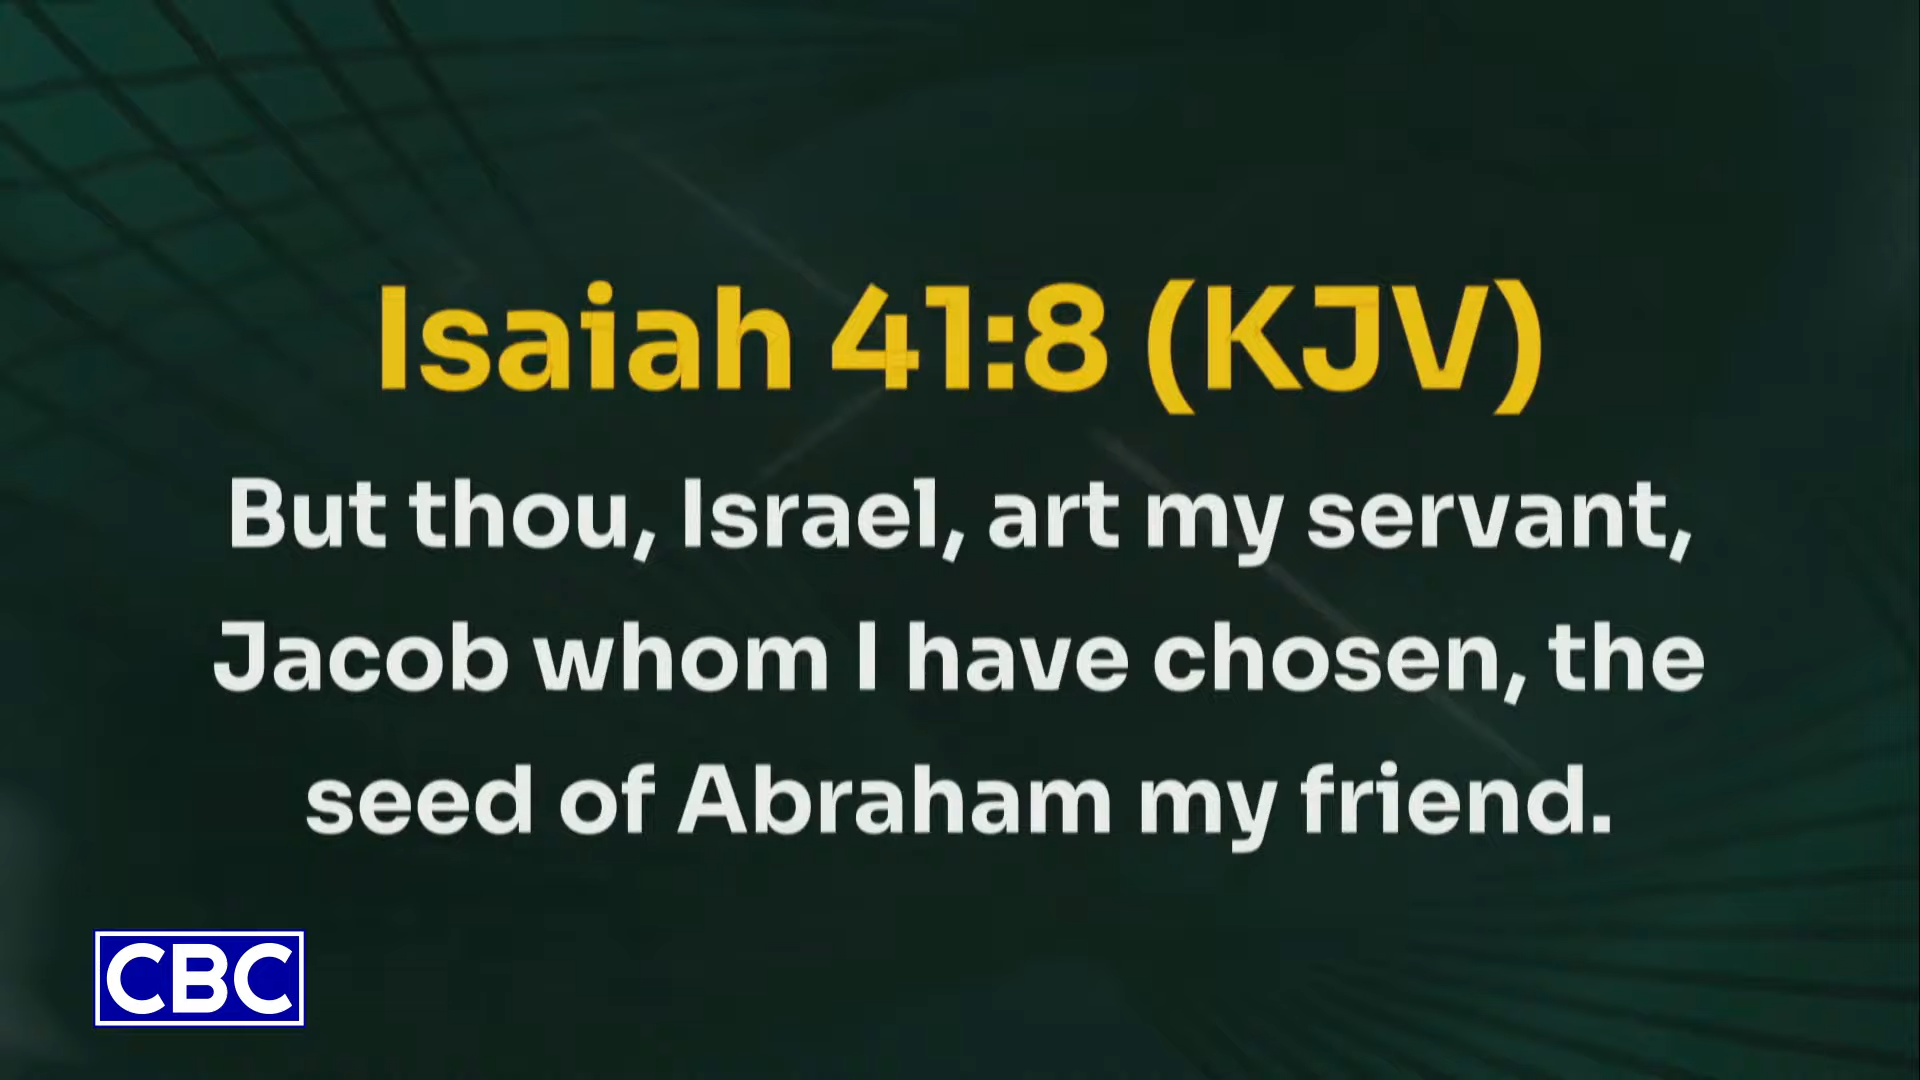 Isaiah 41:8 (KJV)
But thou, Israel, art my servant,
Jacob whom I have chosen, the
seed of Abraham my friend.
CBC